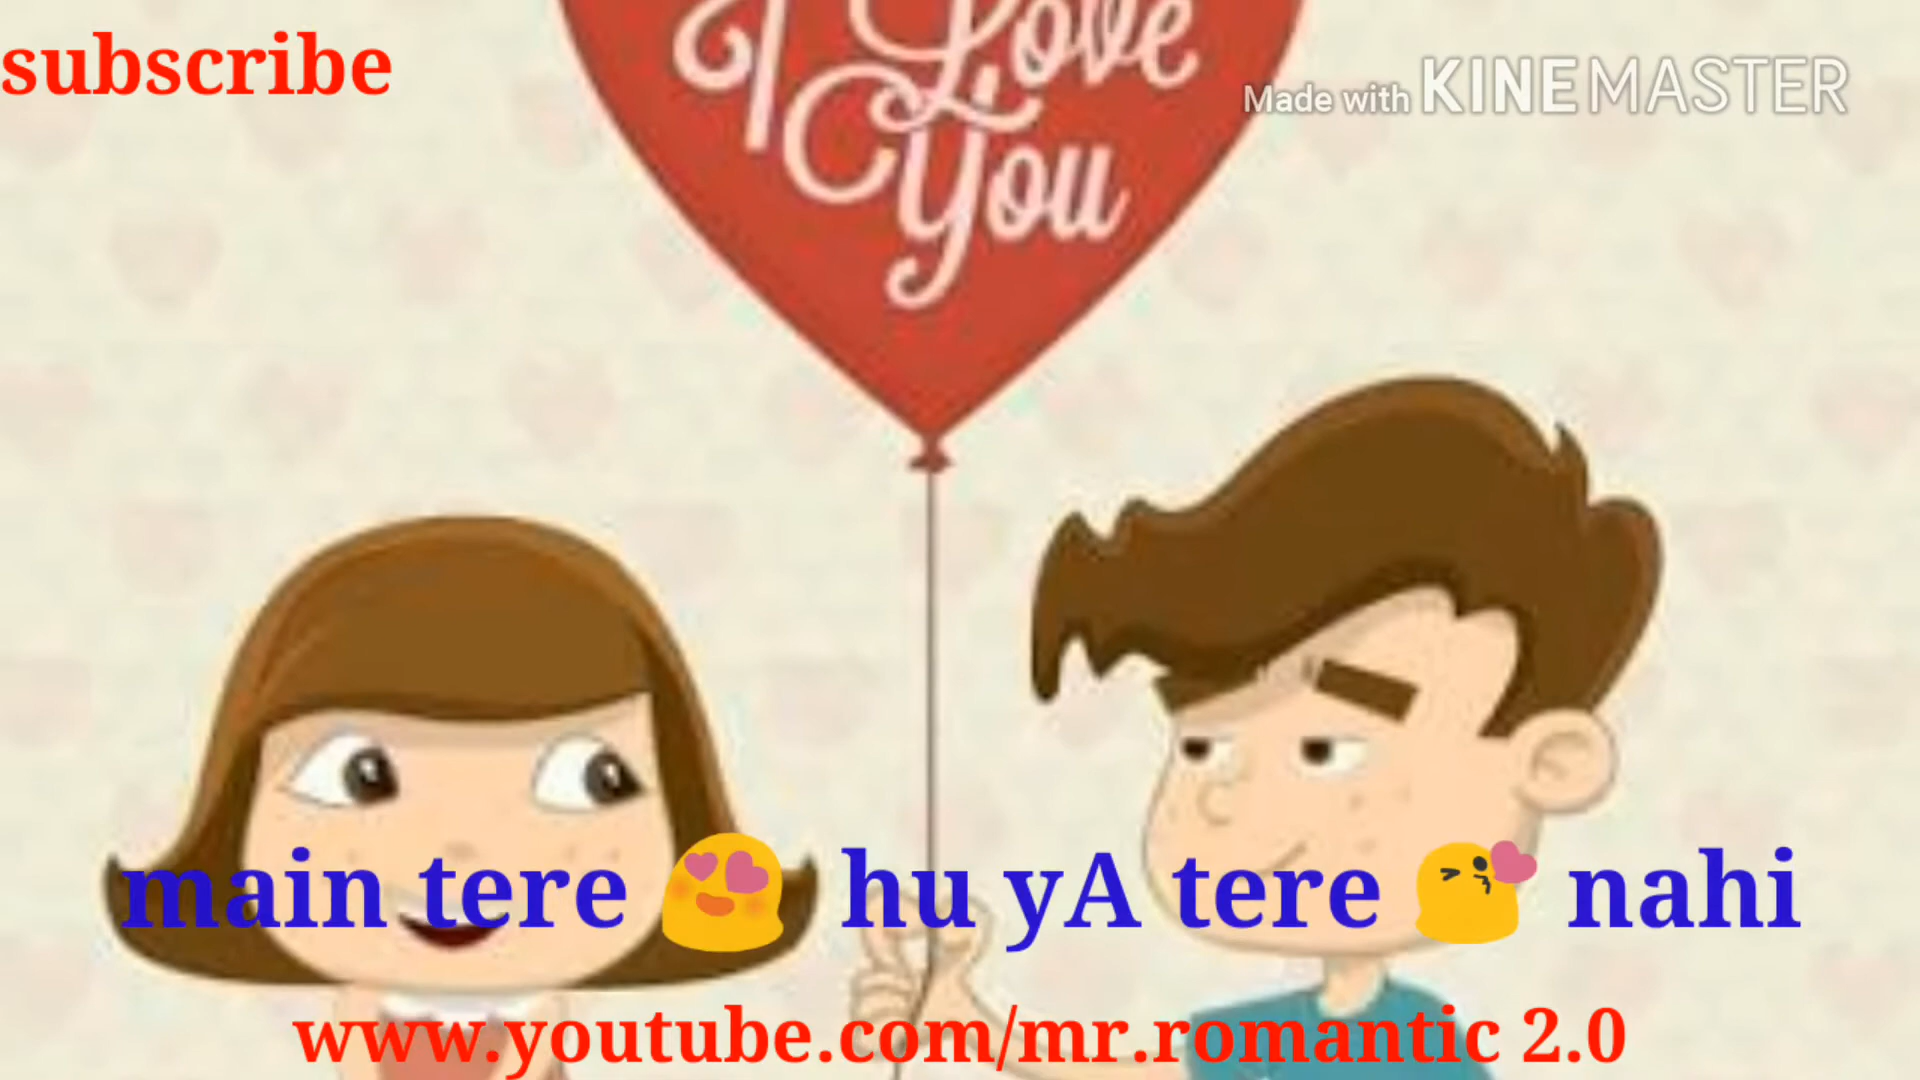 I Love
You
subscribe
Made with KINEMASTER
main tere 😍 hu yA tere 😘 nahi
www.youtube.com/mr.romantic 2.0